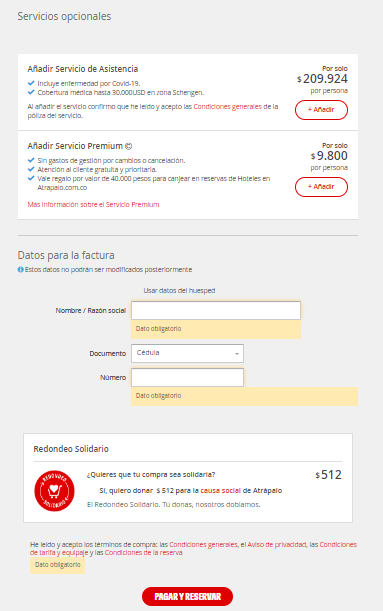 Servicios opcionales
Añadir Servicio de Asistencia
Por solo
$209.924
por persona
Incluye enfermedad por Covid-19.
Cobertura médica hasta 30.000USD en zona Schengen.
Al añadir el servicio confirmo que he leído y acepto las Condiciones generales de la
póliza del servicio.
+ Añadir
Añadir Servicio Premium ©
Por solo
$9.800
por persona
Sin gastos de gestión por cambios o cancelación.
Atención al cliente gratuita y prioritaria.
Vale regalo por valor de 40.000 pesos para canjear en reservas de Hoteles en
Atrapalo.com.co
+ Añadir
Más información sobre el Servicio Premium
Datos para la factura
Estos datos no podrán ser modificados posteriormente
Usar datos del huesped
Nombre / Razón social
Dato obligatorio
Documento
Cédula
Número
Dato obligatorio
Redondeo Solidario
REDONDEO
SOLIDARIO
¿Quieres que tu compra sea solidaria?
$512
Sí, quiero donar $ 512 para la causa social de Atrápalo
El Redondeo Solidario. Tú donas, nosotros doblamos.
He leído y acepto los términos de compra: las Condiciones generales, el Aviso de privacidad, las Condiciones
de tarifa y equipaje y las Condiciones de la reserva
Dato obligatorio
PAGAR Y RESERVAR